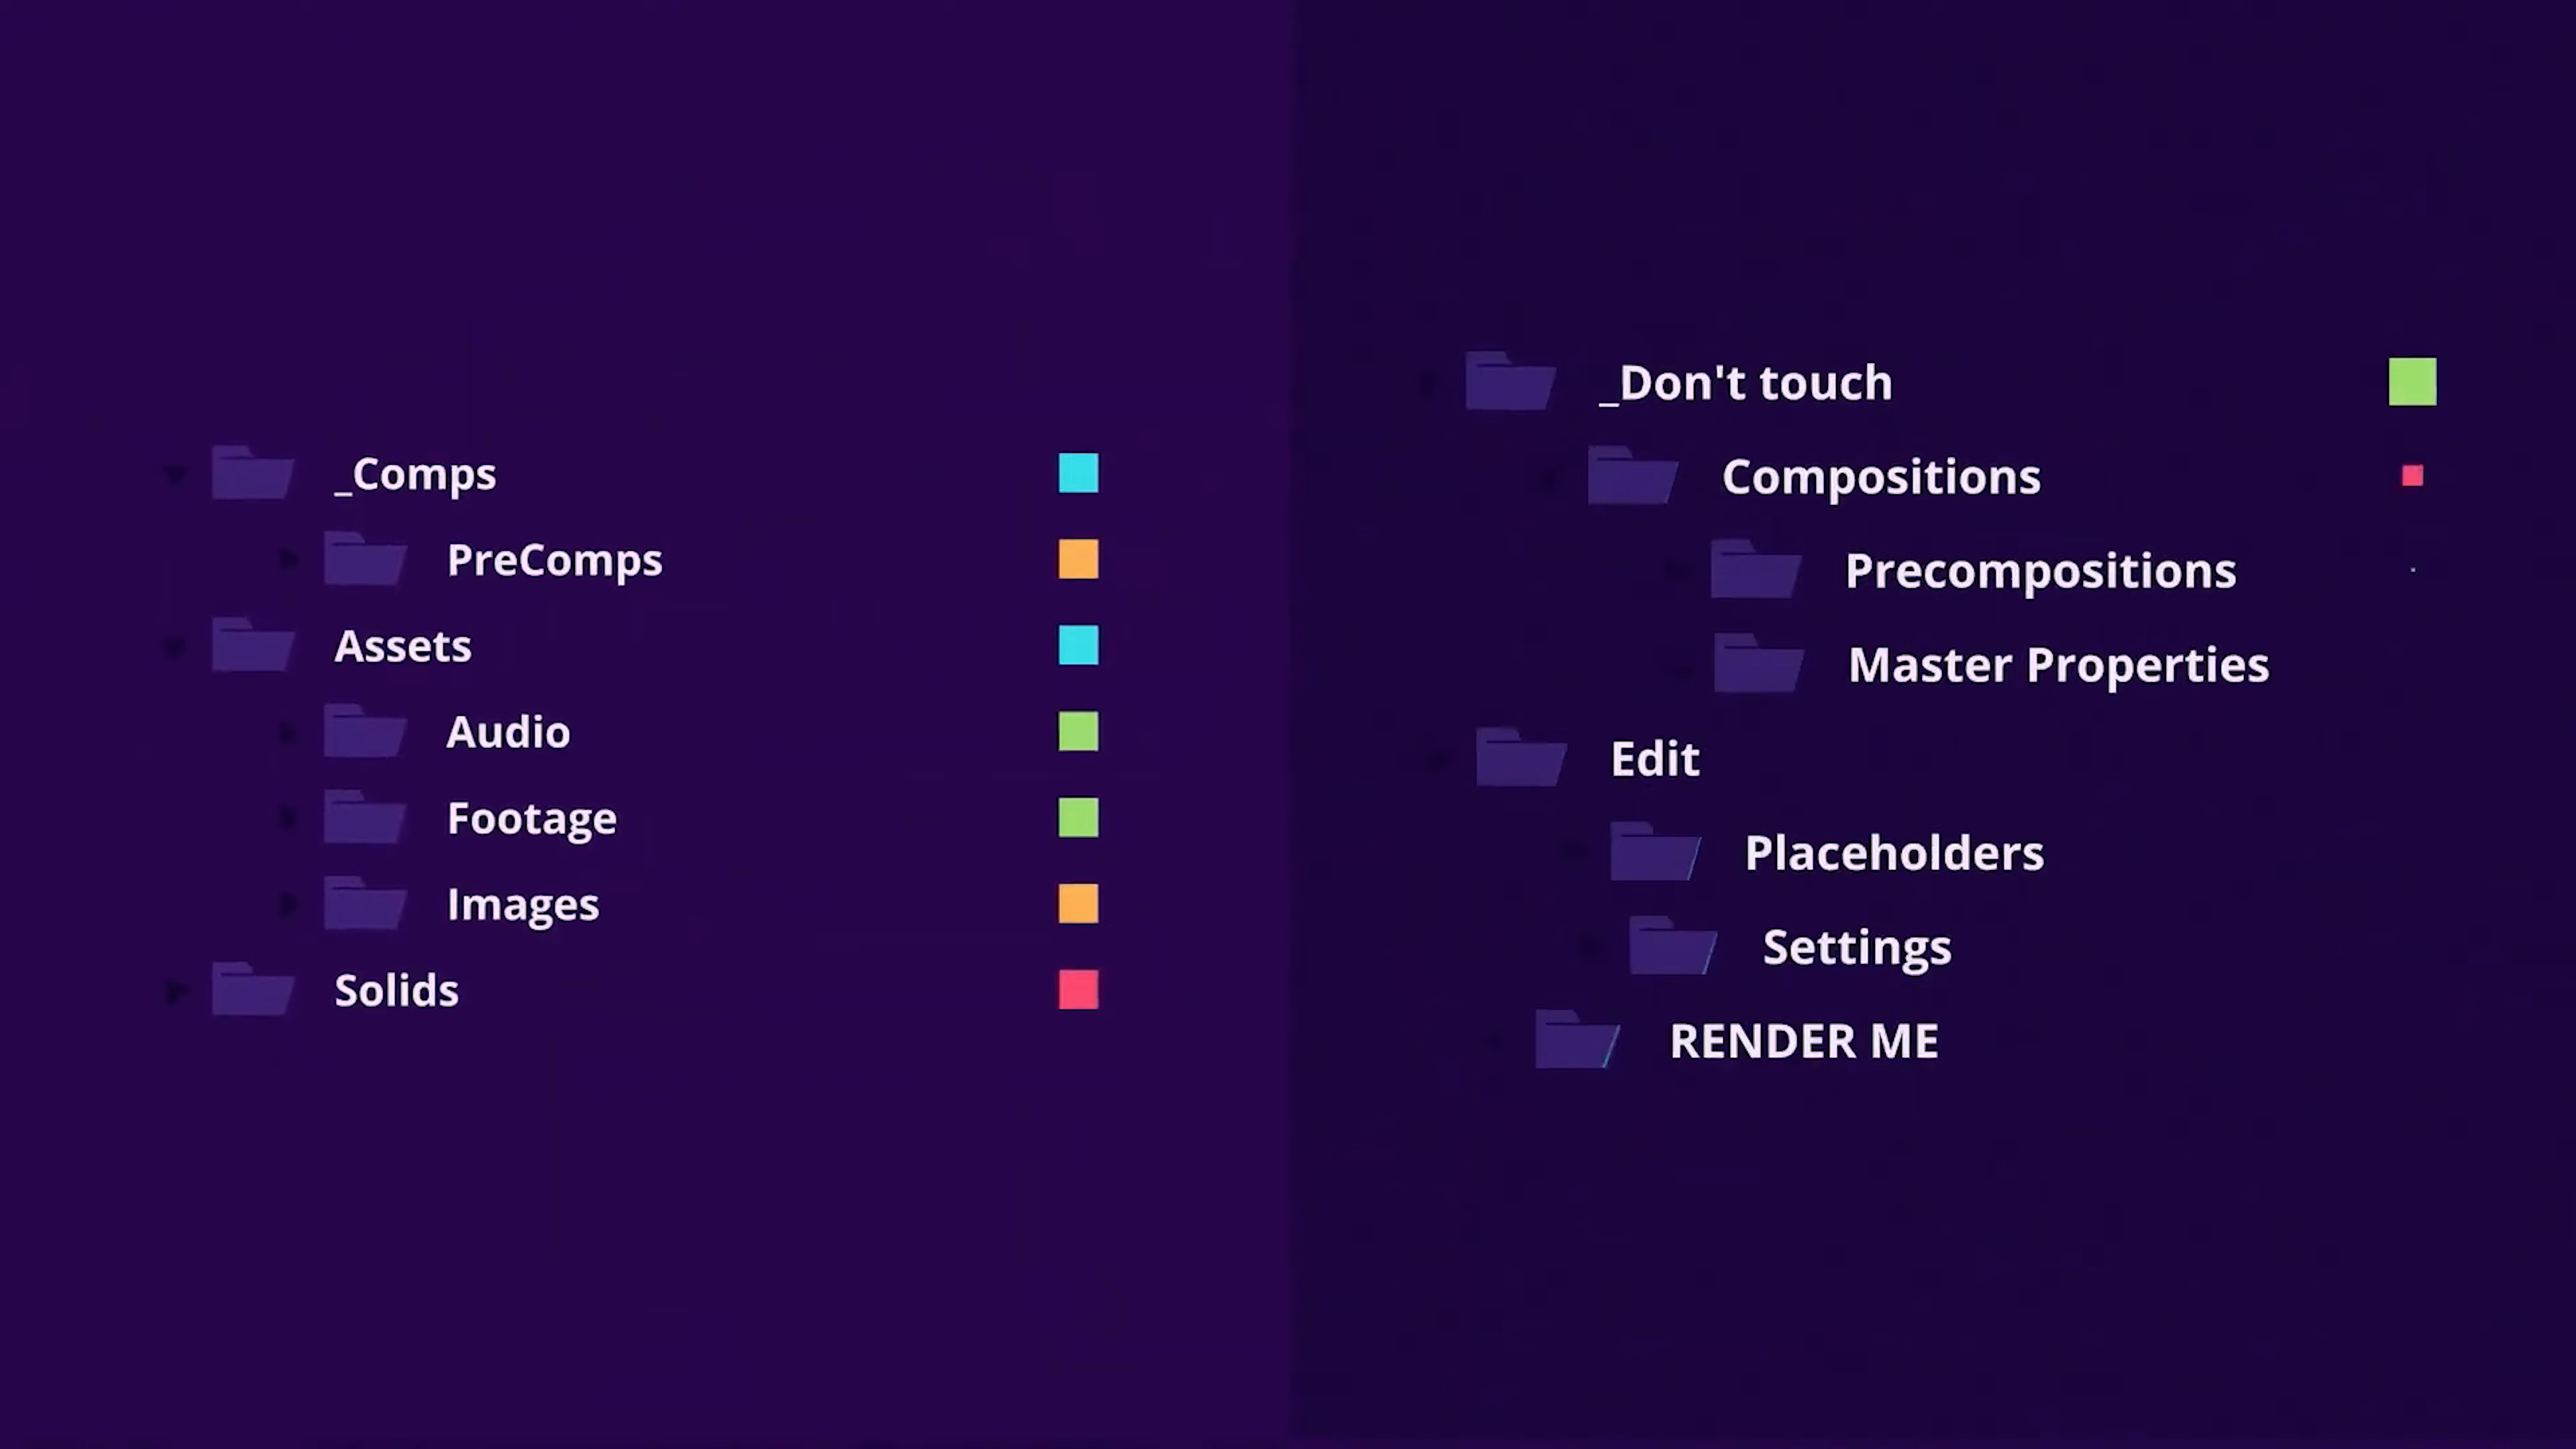 _Comps
PreComps
Assets
Audio
Footage
Images
Solids
_Don't touch
Compositions
Precompositions
Master Properties
Edit
Placeholders
Settings
RENDER ME